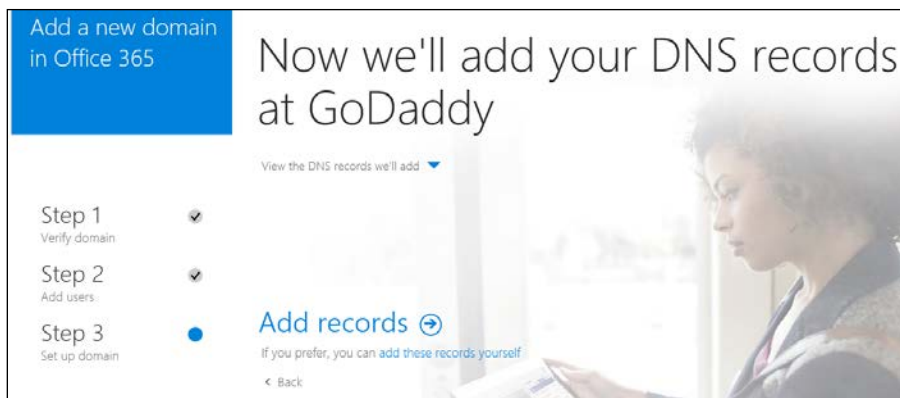 Add a new domain
in Office 365
Now we'll add your DNS records
at GoDaddy
View the DNS records we'll add
Step 1
Verify domain
Step 2
Add users
Step 3
Set up domain
Add records
If you prefer, you can add these records yourself
< Back